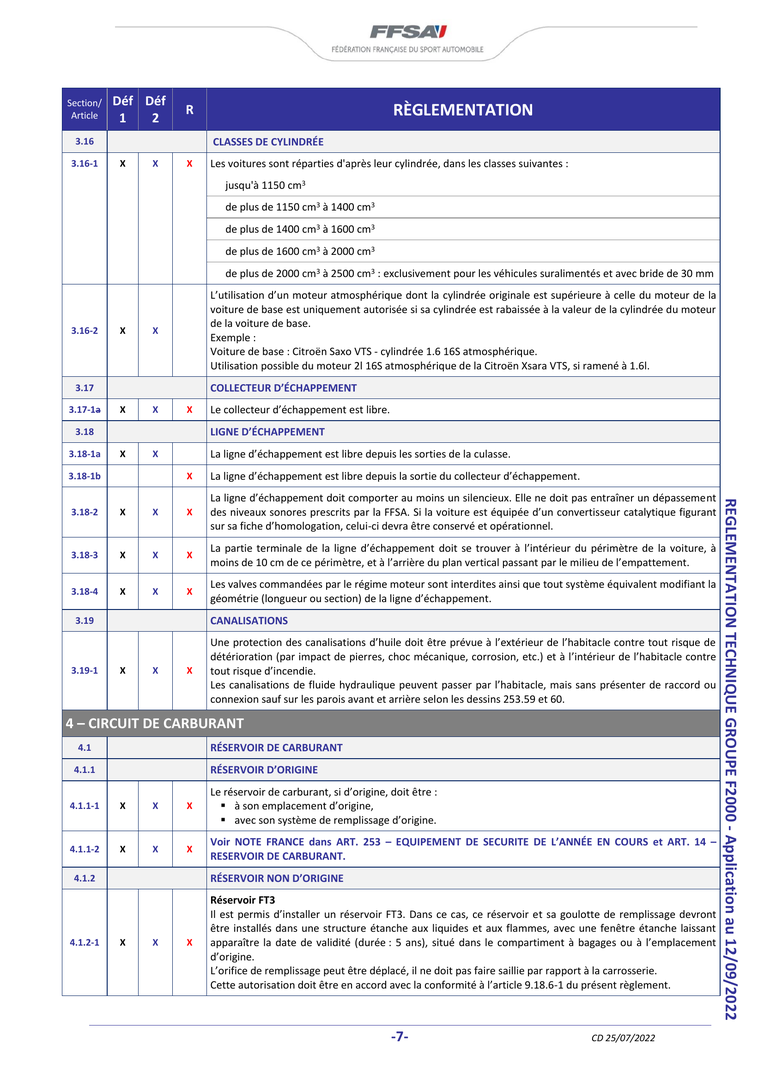 FFSA
FÉDÉRATION FRANÇAISE DU SPORT AUTOMOBILE
Section/ Article Déf 1 Déf 2 R RÈGLEMENTATION
3.16 CLASSES DE CYLINDRÉE
3.16-1 X X X Les voitures sont réparties d'après leur cylindrée, dans les classes suivantes :
jusqu'à 1150 cm³
de plus de 1150 cm³ à 1400 cm³
de plus de 1400 cm³ à 1600 cm³
de plus de 1600 cm³ à 2000 cm³
de plus de 2000 cm³ à 2500 cm³ : exclusivement pour les véhicules suralimentés et avec bride de 30 mm
3.16-2 X X
L’utilisation d’un moteur atmosphérique dont la cylindrée originale est supérieure à celle du moteur de la
voiture de base est uniquement autorisée si sa cylindrée est rabaissée à la valeur de la cylindrée du moteur
de la voiture de base.
Exemple :
Voiture de base : Citroën Saxo VTS - cylindrée 1.6 16S atmosphérique.
Utilisation possible du moteur 2l 16S atmosphérique de la Citroën Xsara VTS, si ramené à 1.6l.
3.17 COLLECTEUR D’ÉCHAPPEMENT
3.17-1a X X X Le collecteur d’échappement est libre.
3.18 LIGNE D’ÉCHAPPEMENT
3.18-1a X X La ligne d’échappement est libre depuis les sorties de la culasse.
3.18-1b X La ligne d’échappement est libre depuis la sortie du collecteur d’échappement.
3.18-2 X X X
La ligne d’échappement doit comporter au moins un silencieux. Elle ne doit pas entraîner un dépassement
des niveaux sonores prescrits par la FFSA. Si la voiture est équipée d’un convertisseur catalytique figurant
sur sa fiche d’homologation, celui-ci devra être conservé et opérationnel.
3.18-3 X X X
La partie terminale de la ligne d’échappement doit se trouver à l’intérieur du périmètre de la voiture, à
moins de 10 cm de ce périmètre, et à l’arrière du plan vertical passant par le milieu de l’empattement.
3.18-4 X X X
Les valves commandées par le régime moteur sont interdites ainsi que tout système équivalent modifiant la
géométrie (longueur ou section) de la ligne d’échappement.
3.19 CANALISATIONS
3.19-1 X X X
Une protection des canalisations d’huile doit être prévue à l’extérieur de l’habitacle contre tout risque de
détérioration (par impact de pierres, choc mécanique, corrosion, etc.) et à l’intérieur de l’habitacle contre
tout risque d’incendie.
Les canalisations de fluide hydraulique peuvent passer par l’habitacle, mais sans présenter de raccord ou
connexion sauf sur les parois avant et arrière selon les dessins 253.59 et 60.
4 – CIRCUIT DE CARBURANT
4.1 RÉSERVOIR DE CARBURANT
4.1.1 RÉSERVOIR D’ORIGINE
4.1.1-1 X X X
Le réservoir de carburant, si d’origine, doit être :
▪ à son emplacement d’origine,
▪ avec son système de remplissage d’origine.
4.1.1-2 X X X
Voir NOTE FRANCE dans ART. 253 – EQUIPEMENT DE SECURITE DE L’ANNÉE EN COURS et ART. 14 –
RESERVOIR DE CARBURANT.
4.1.2 RÉSERVOIR NON D’ORIGINE
4.1.2-1 X X X
Réservoir FT3
Il est permis d’installer un réservoir FT3. Dans ce cas, ce réservoir et sa goulotte de remplissage devront
être installés dans une structure étanche aux liquides et aux flammes, avec une fenêtre étanche laissant
apparaître la date de validité (durée : 5 ans), situé dans le compartiment à bagages ou à l’emplacement
d’origine.
L’orifice de remplissage peut être déplacé, il ne doit pas faire saillie par rapport à la carrosserie.
Cette autorisation doit être en accord avec la conformité à l’article 9.18.6-1 du présent règlement.
REGLEMENTATION TECHNIQUE GROUPE F2000 - Application au 12/09/2022
-7-
CD 25/07/2022